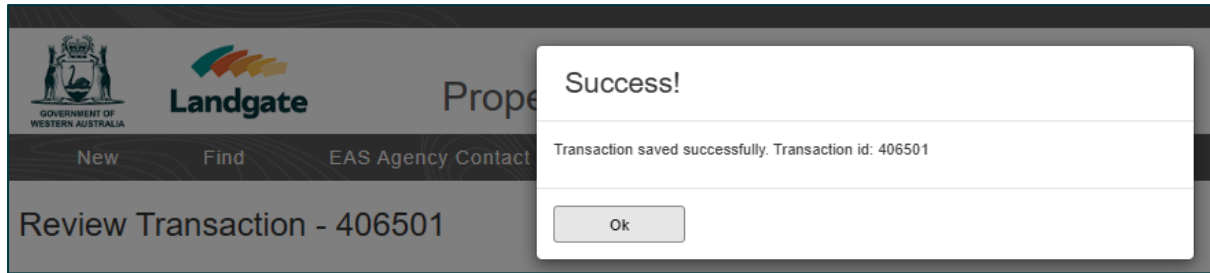 GOVERNMENT OF
WESTERN AUSTRALIA
Landgate
Prope
New Find EAS Agency Contact
Review Transaction - 406501
Success!
Transaction saved successfully. Transaction id: 406501
Ok